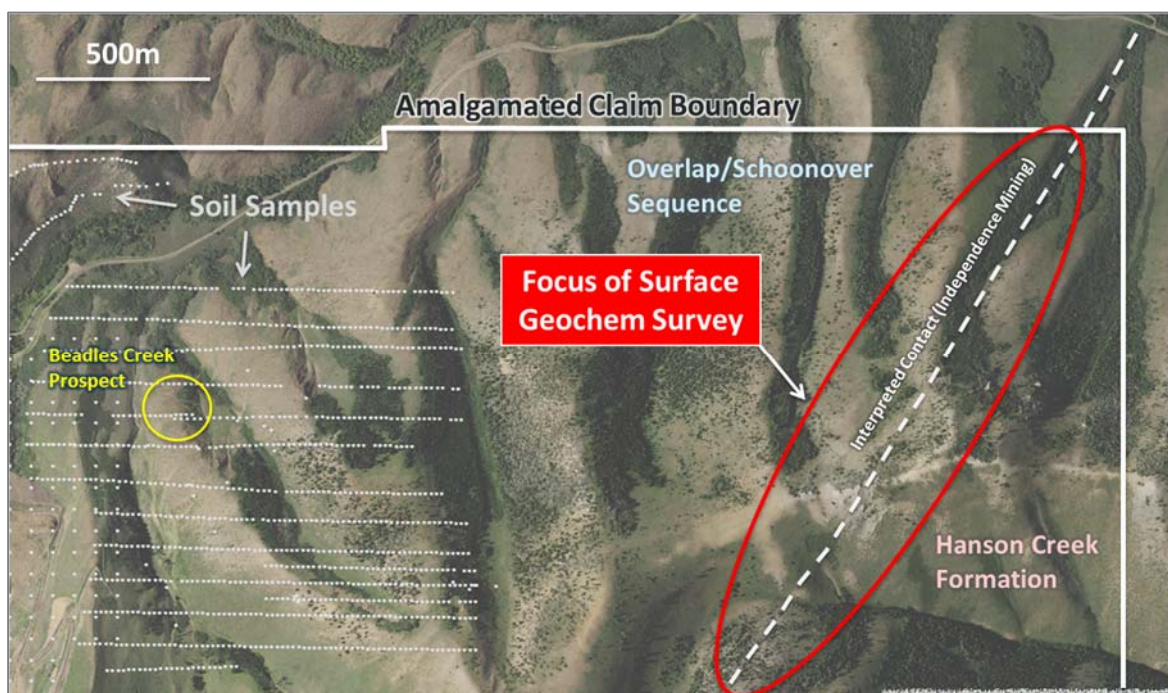 500m
Amalgamated Claim Boundary
Overlap/Schoonover
Sequence
Soil Samples
Focus of Surface
Geochem Survey
Interpreted Contact (Independence Mining)
Beadles Creek
Prospect
Hanson Creek
Formation